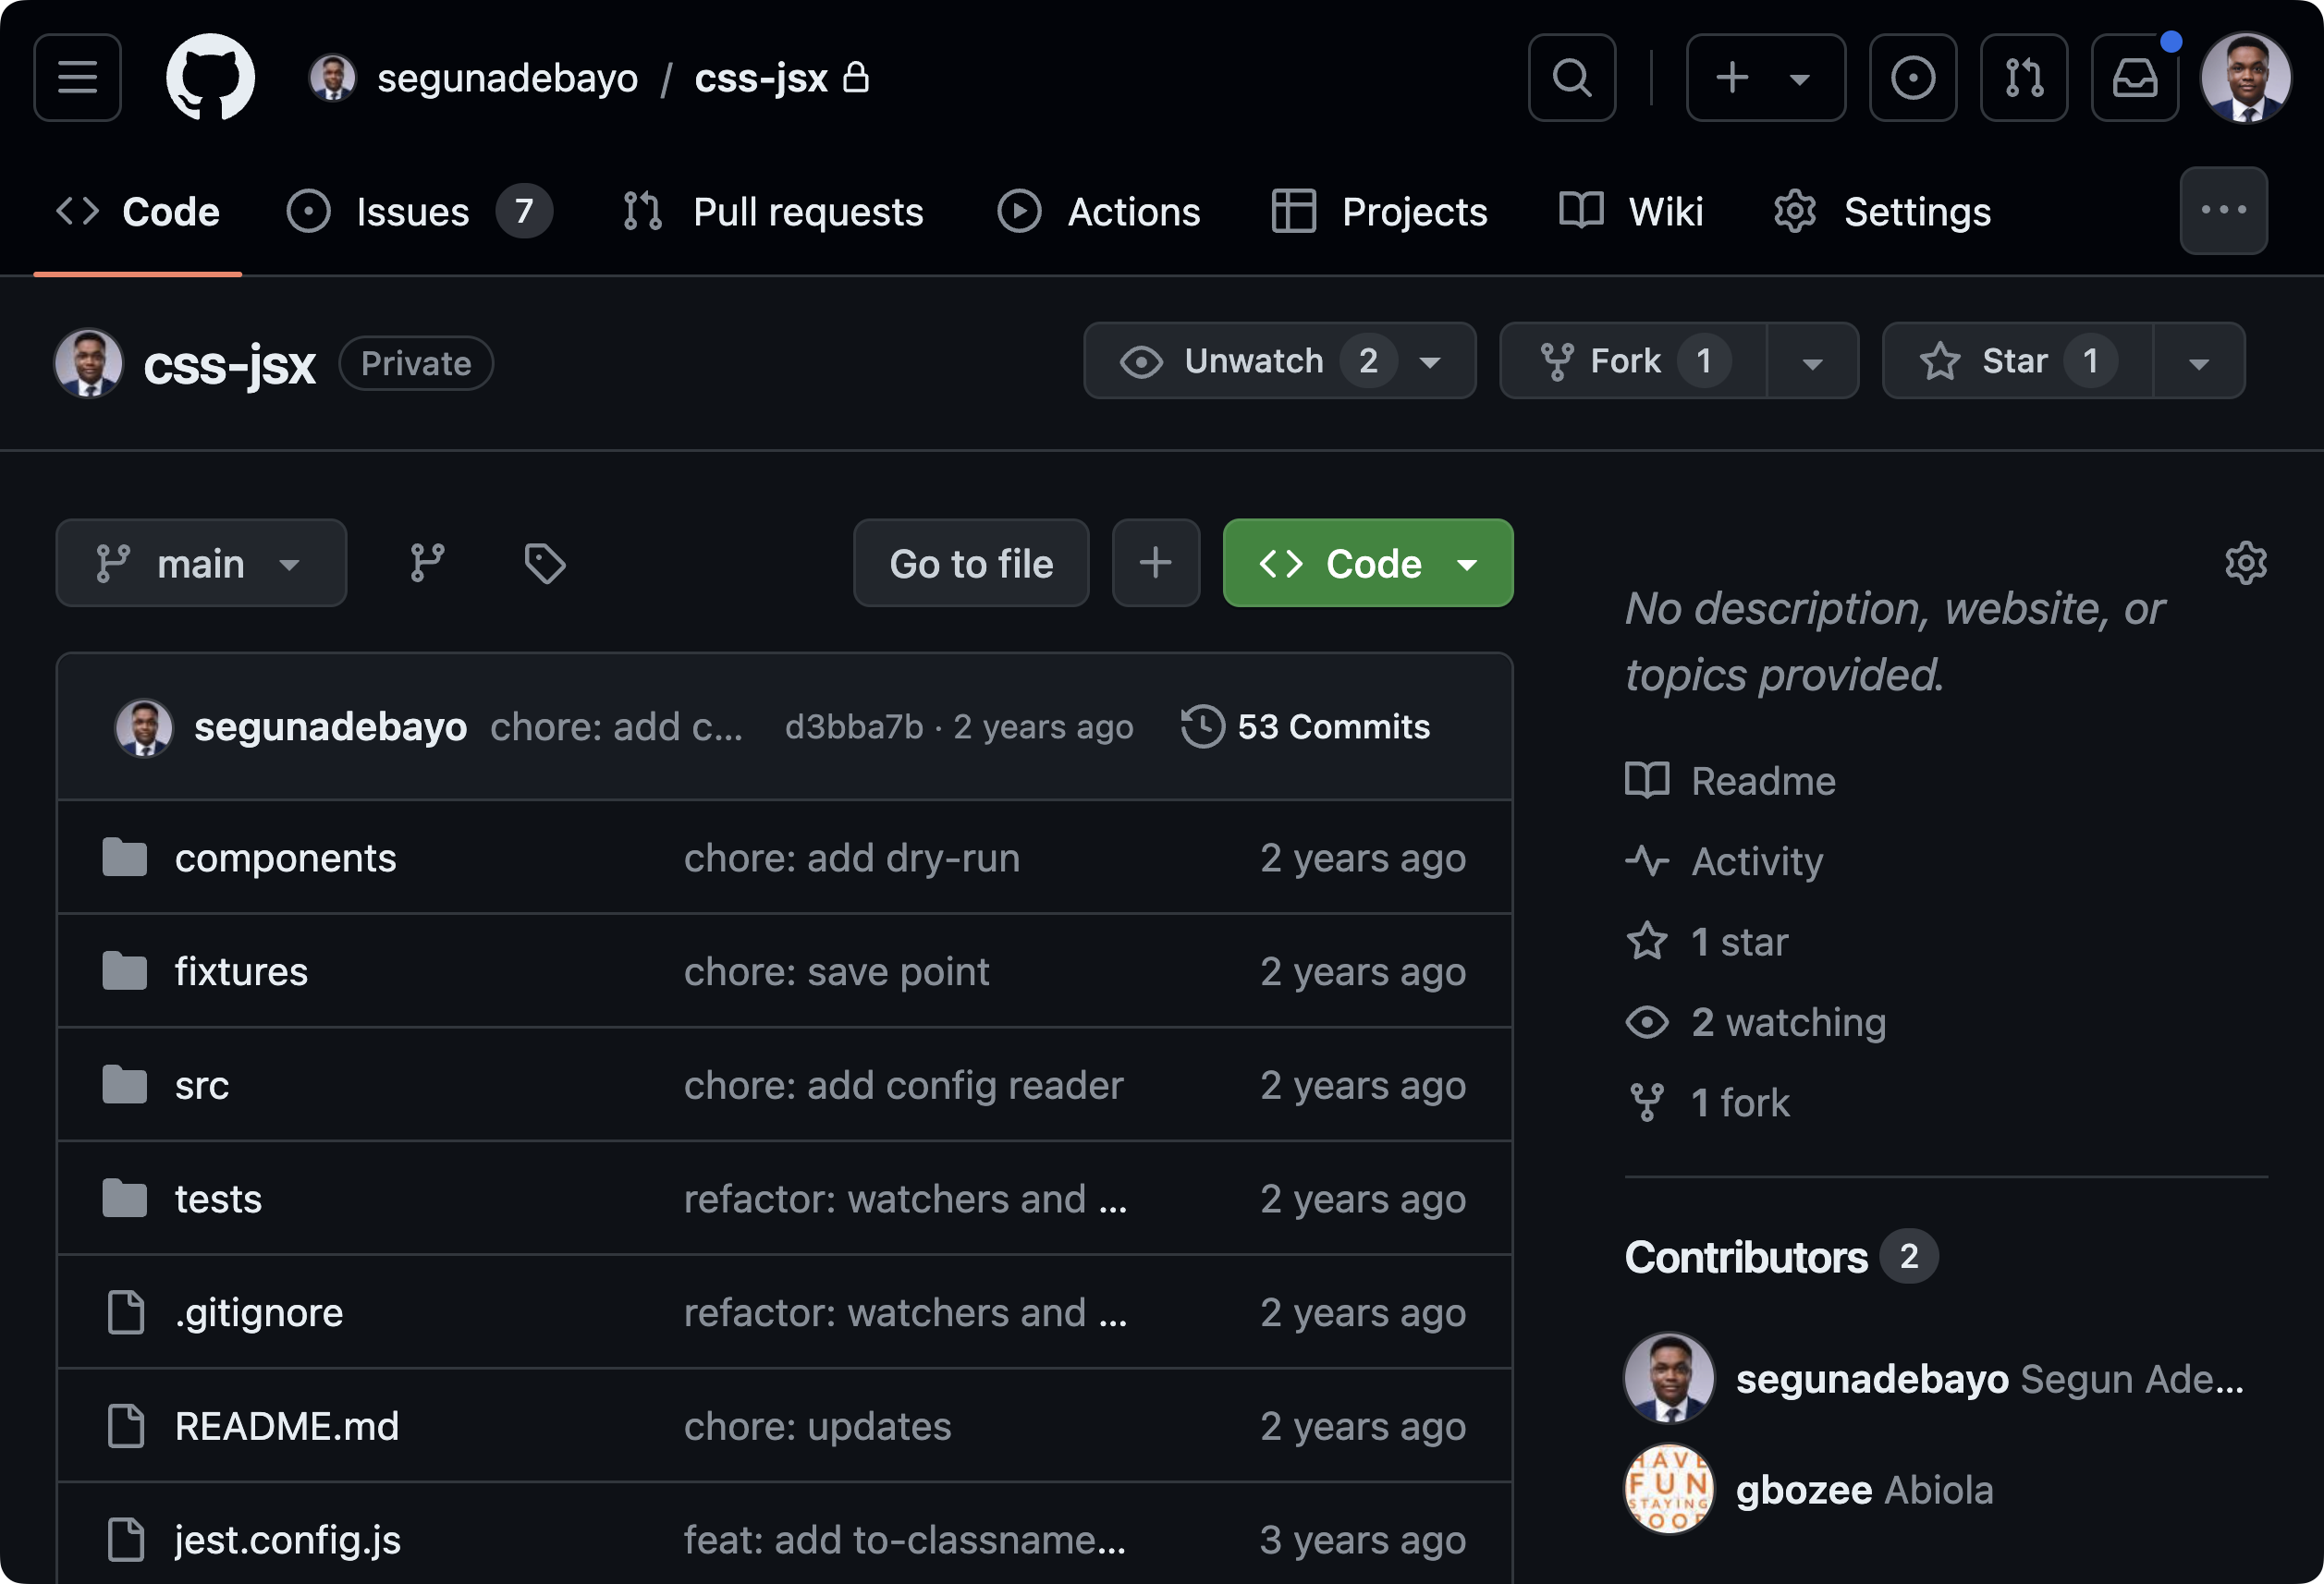 segunadebayo / css-jsx
Code Issues 7 Pull requests Actions Projects Wiki Settings
css-jsx Private
Unwatch 2 Fork 1 Star 1
main Go to file Code
segunadebayo chore: add c... d3bba7b · 2 years ago 53 Commits
components chore: add dry-run 2 years ago
fixtures chore: save point 2 years ago
src chore: add config reader 2 years ago
tests refactor: watchers and ... 2 years ago
.gitignore refactor: watchers and ... 2 years ago
README.md chore: updates 2 years ago
jest.config.js feat: add to-classname... 3 years ago
No description, website, or
topics provided.
Readme
Activity
1 star
2 watching
1 fork
Contributors 2
segunadebayo Segun Ade...
HAVE
FUN
STAYING
POOR
gbozee Abiola